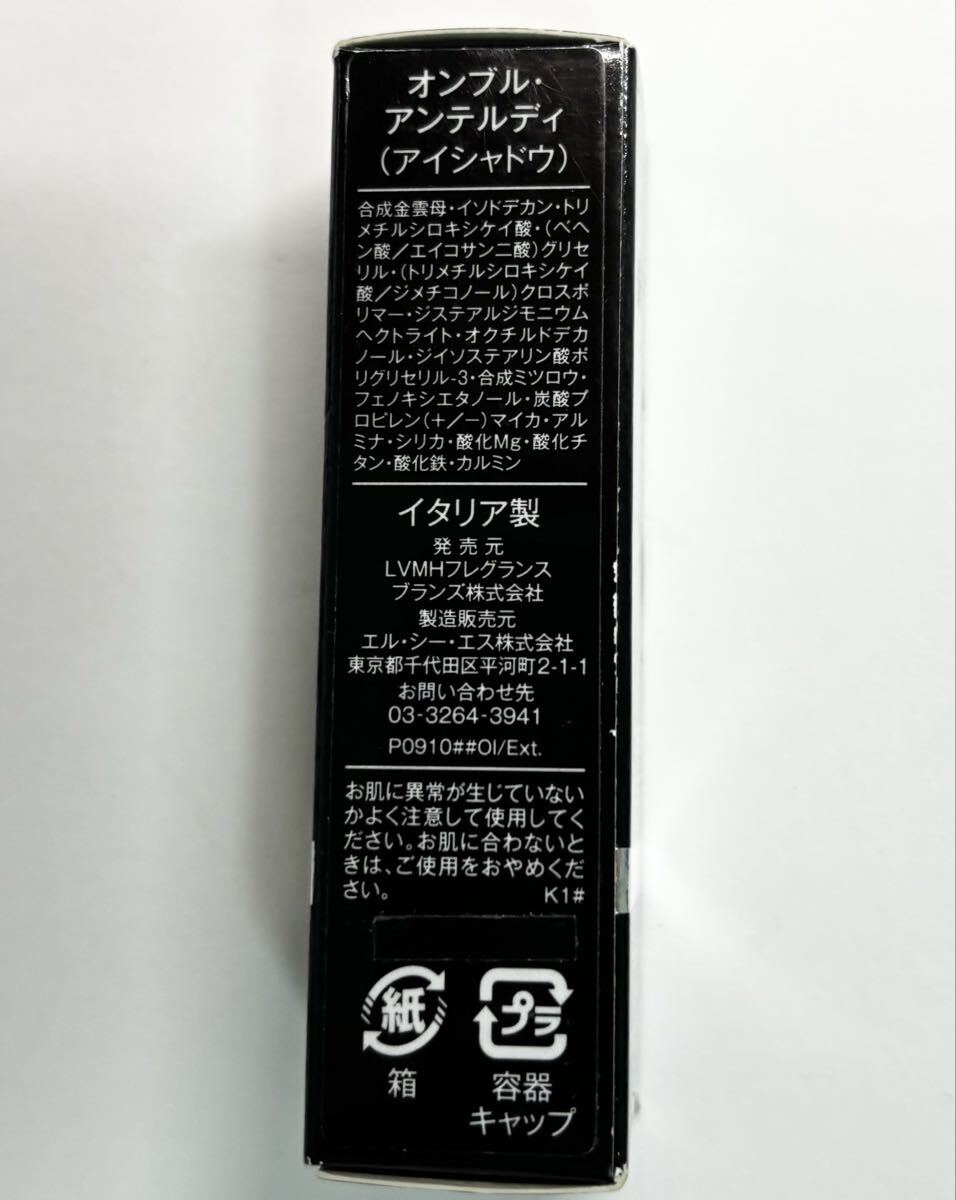 オンブル・
アンテルディ
(アイシャドウ)
合成金雲母・イソドデカン・トリ
メチルシロキシケイ酸・(ベヘ
ン酸/エイコサン二酸)グリセ
リル・(トリメチルシロキシケイ
酸/ジメチコノール)クロスポ
リマー・ジステアルジモニウム
ヘクトライト・オクチルドデカ
ノール・ジイソステアリン酸ポ
リグリセリル-3・合成ミツロウ・
フェノキシエタノール・炭酸プ
ロピレン(+/-)マイカ・アル
ミナ・シリカ・酸化Mg・酸化チ
タン・酸化鉄・カルミン
イタリア製
発売元
LVMHフレグランス
ブランズ株式会社
製造販売元
エル・シー・エス株式会社
東京都千代田区平河町2-1-1
お問い合わせ先
03-3264-3941
P0910##OI/Ext.
お肌に異常が生じていない
かよく注意して使用してく
ださい。お肌に合わないと
きは、ご使用をおやめくだ
さい。 K1#
紙 プラ
箱 容器
キャップ